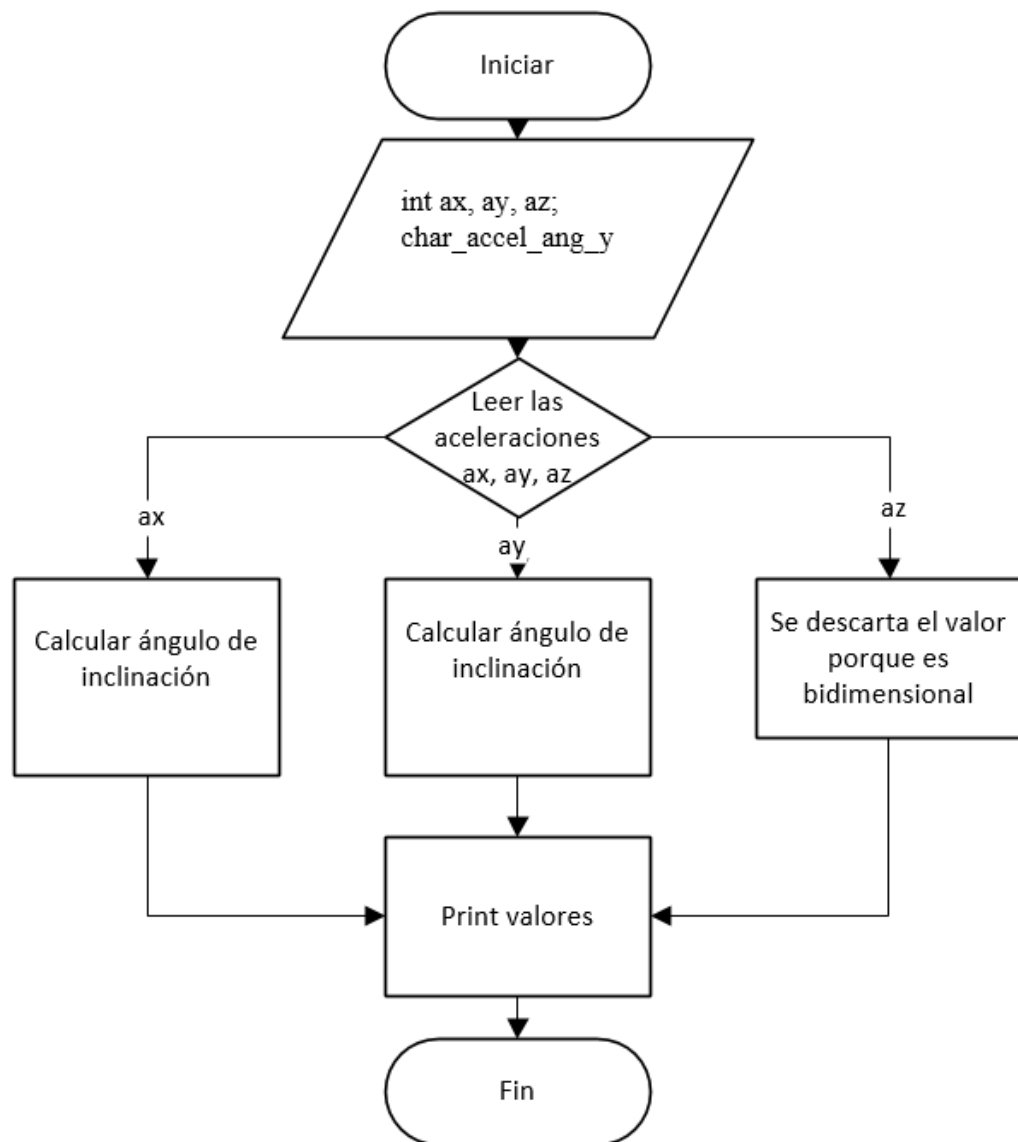 Iniciar
int ax, ay, az;
char_accel_ang_y
Leer las
aceleraciones
ax, ay, az
ax
ay
az
Calcular ángulo de
inclinación
Calcular ángulo de
inclinación
Se descarta el valor
porque es
bidimensional
Print valores
Fin